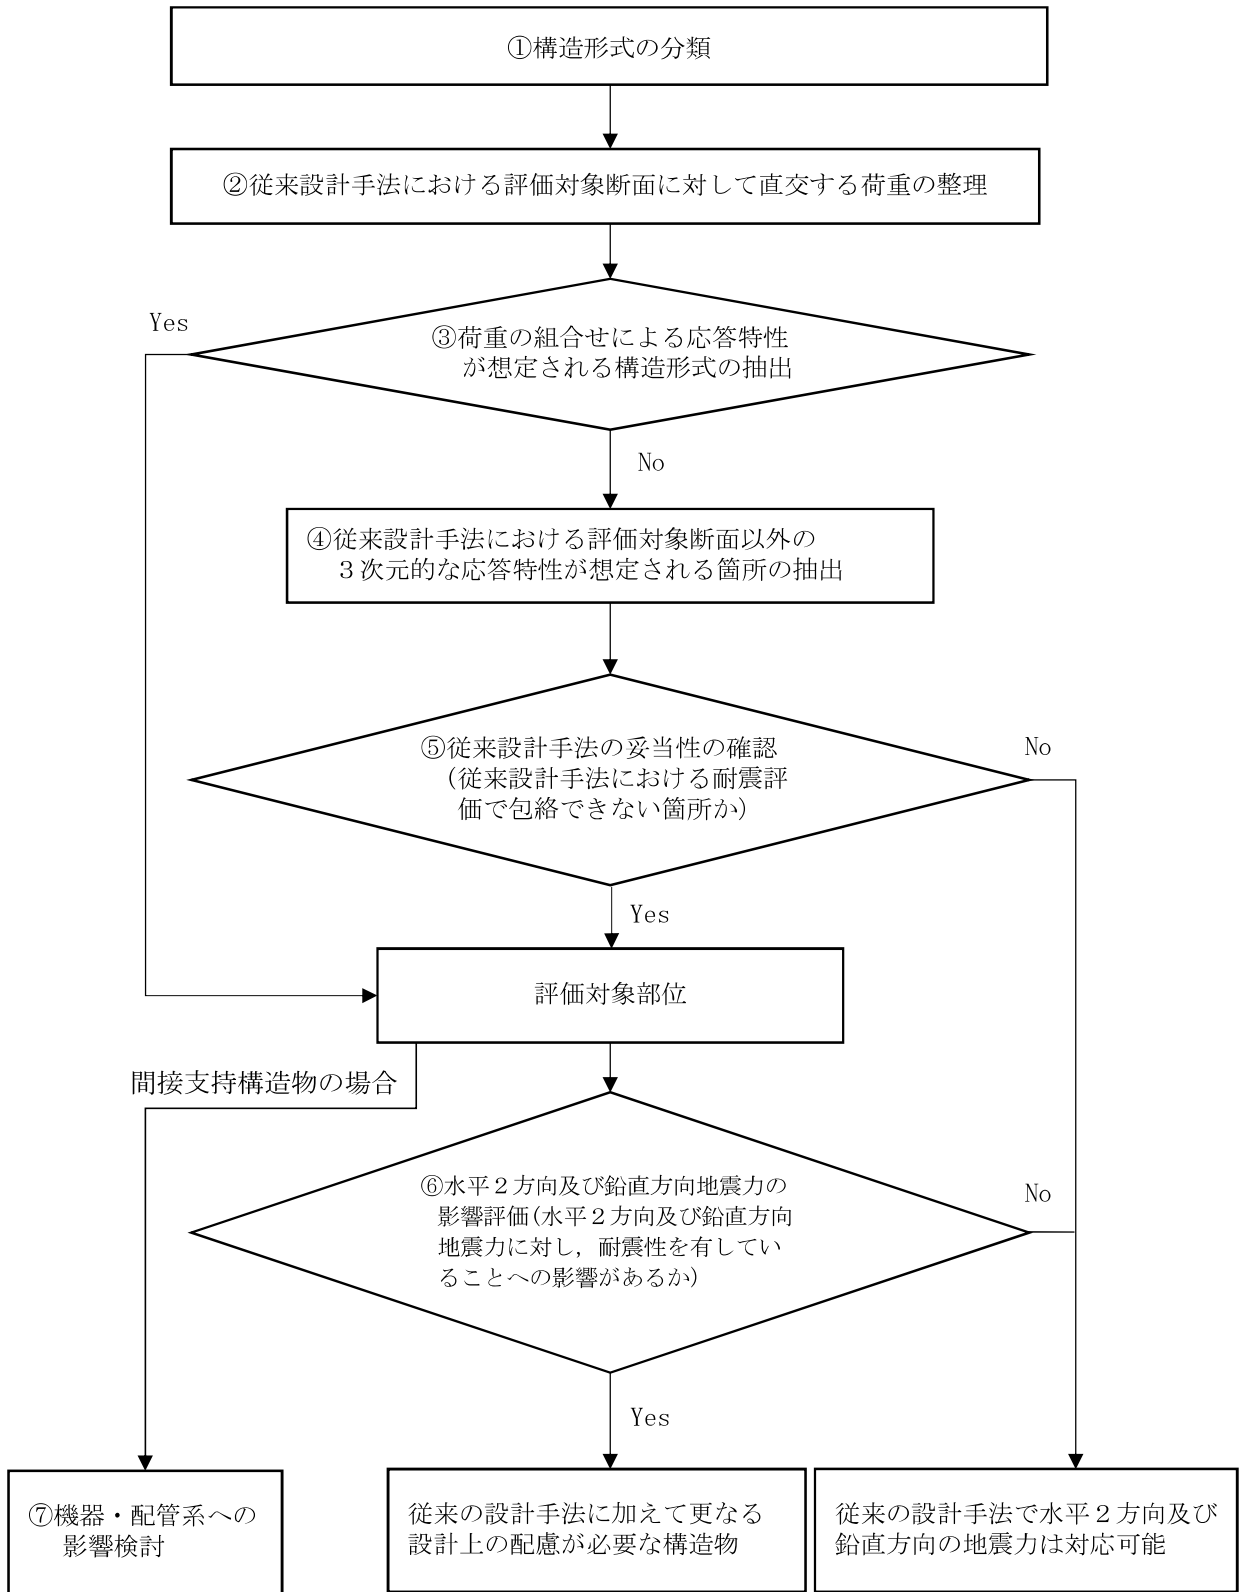 ①構造形式の分類
②従来設計手法における評価対象断面に対して直交する荷重の整理
Yes
③荷重の組合せによる応答特性
が想定される構造形式の抽出
No
④従来設計手法における評価対象断面以外の
３次元的な応答特性が想定される箇所の抽出
⑤従来設計手法の妥当性の確認
(従来設計手法における耐震評
価で包絡できない箇所か)
No
Yes
評価対象部位
間接支持構造物の場合
⑥水平２方向及び鉛直方向地震力の
影響評価(水平２方向及び鉛直方向
地震力に対し，耐震性を有してい
ることへの影響があるか)
No
Yes
⑦機器・配管系への
影響検討
従来の設計手法に加えて更なる
設計上の配慮が必要な構造物
従来の設計手法で水平２方向及び
鉛直方向の地震力は対応可能